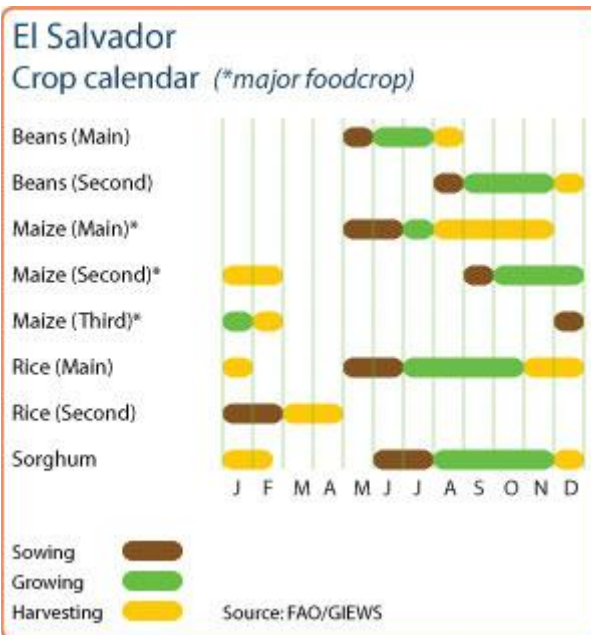 El Salvador
Crop calendar (*major foodcrop)
Beans (Main)
Beans (Second)
Maize (Main)*
Maize (Second)*
Maize (Third)*
Rice (Main)
Rice (Second)
Sorghum
J F M A M J J A S O N D
Sowing
Growing
Harvesting
Source: FAO/GIEWS